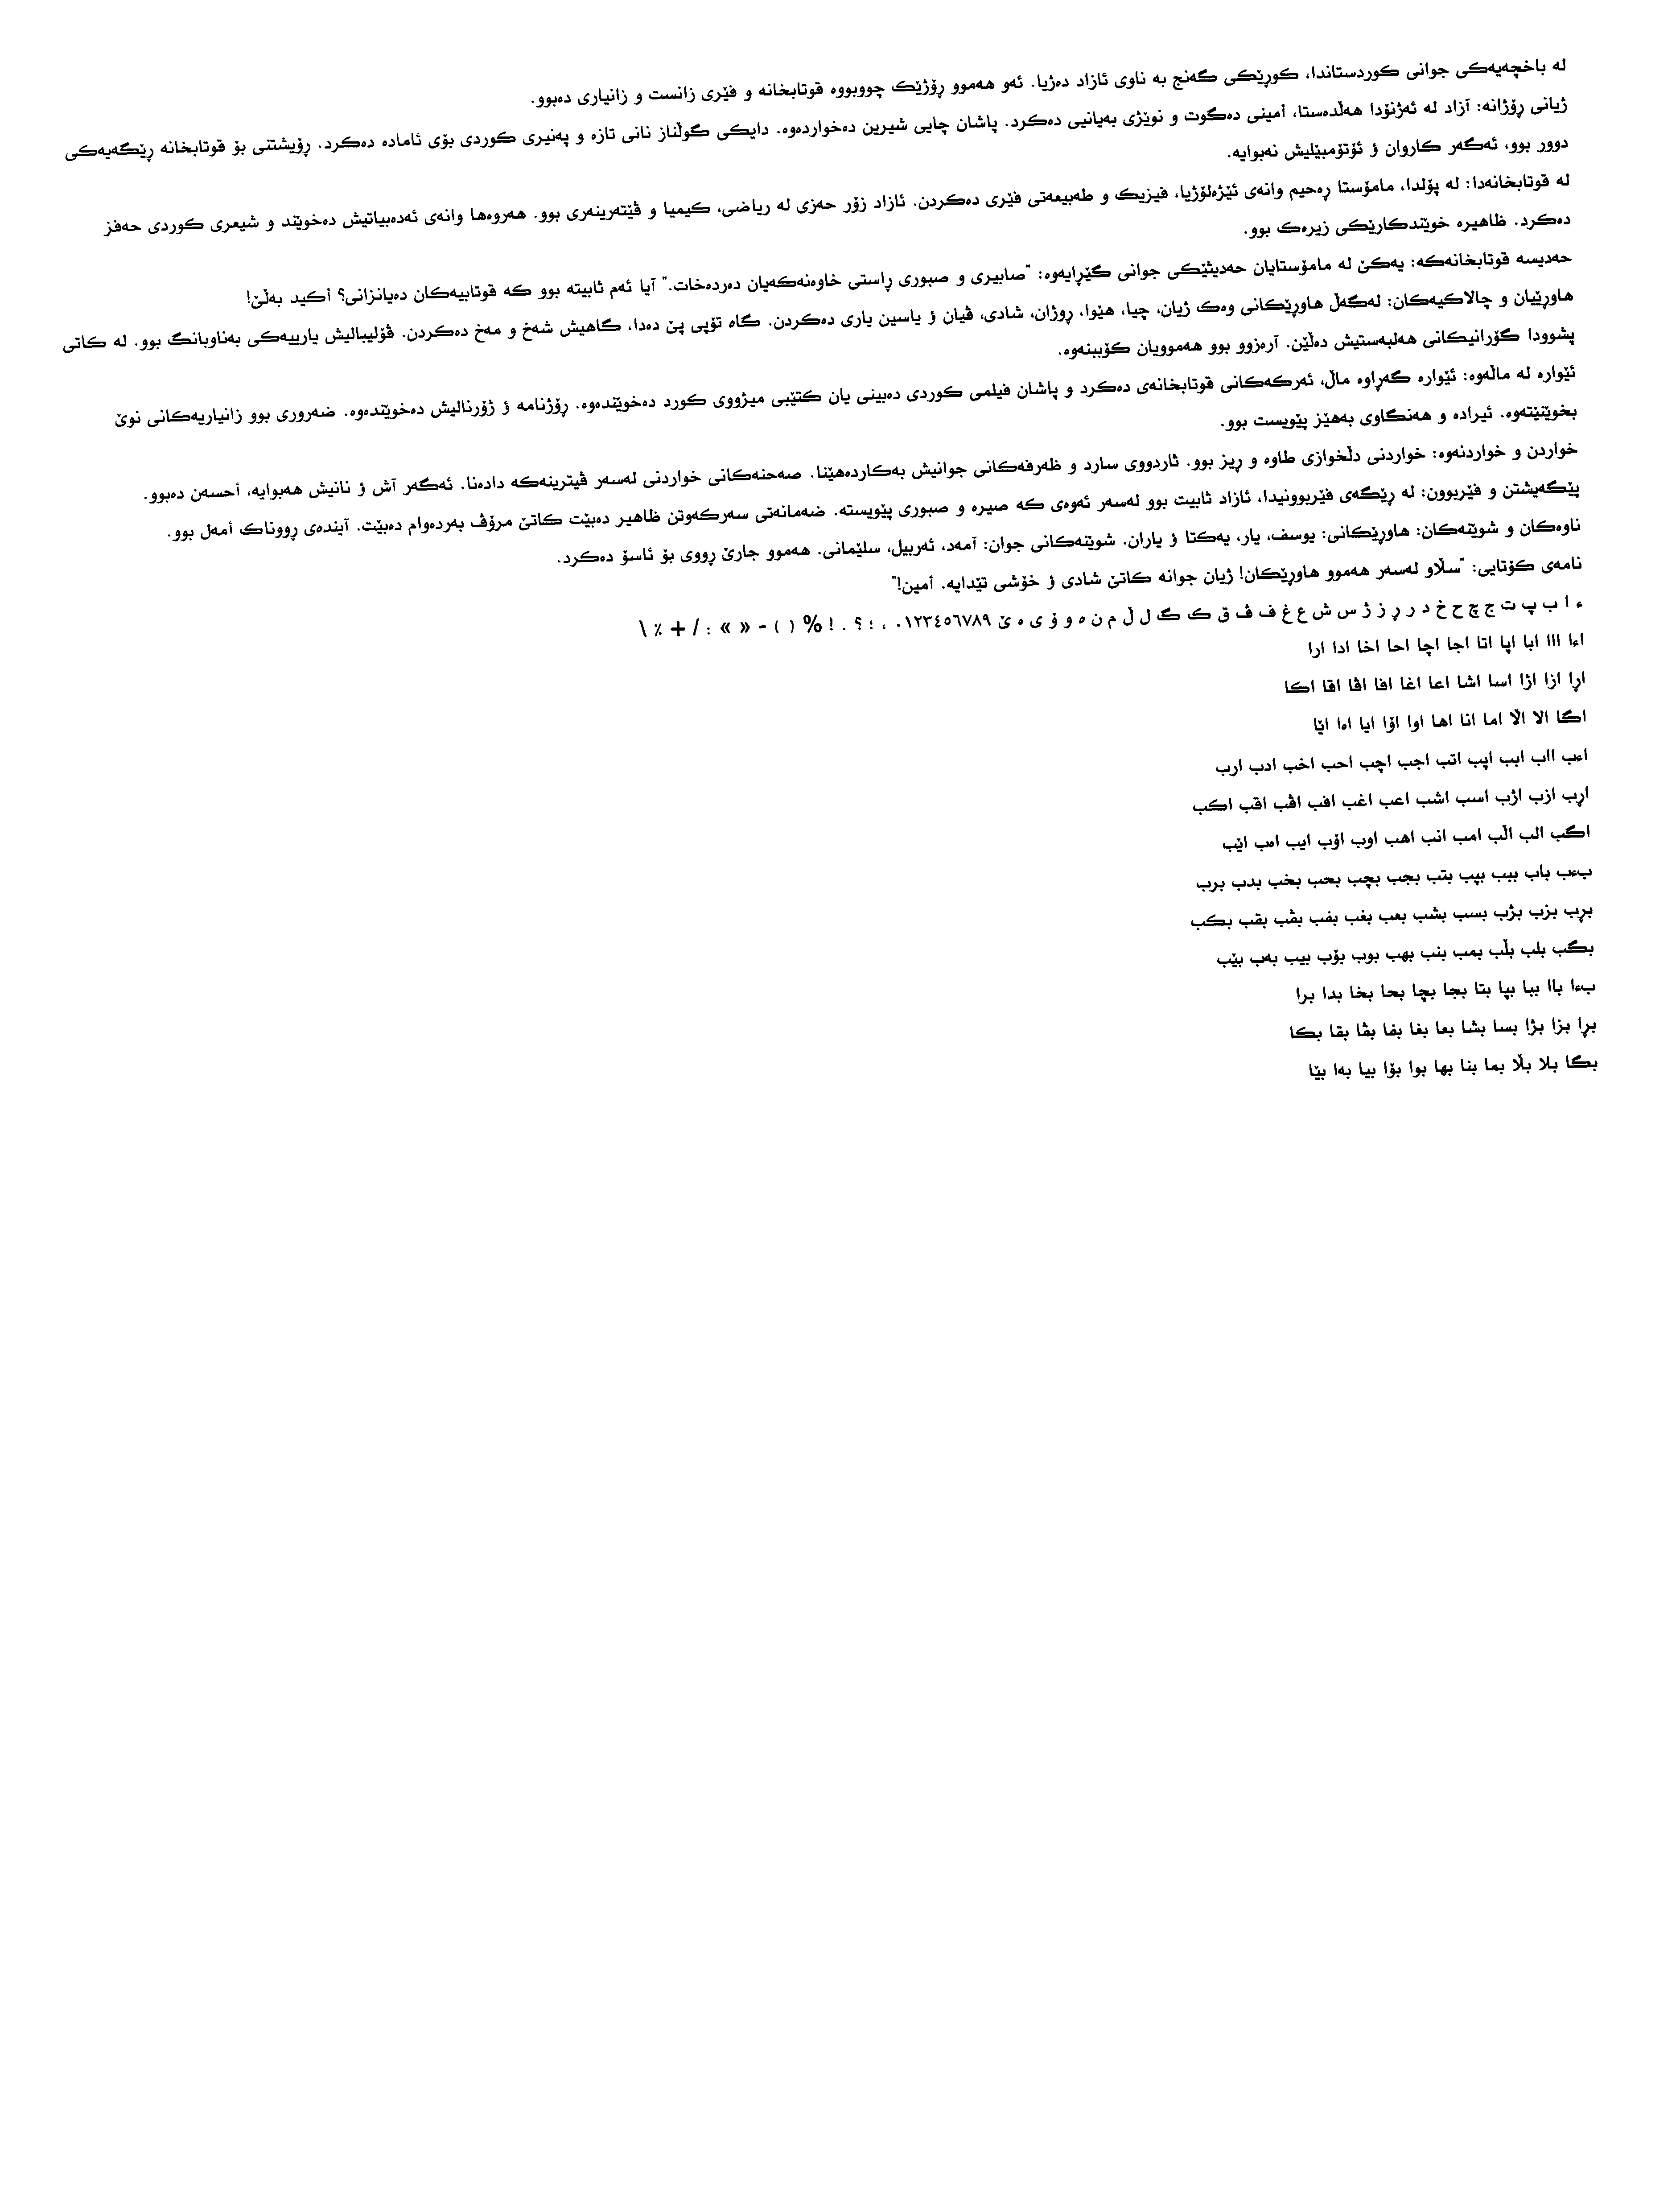 لە باخچەیەکی جوانی کوردستاندا، کوڕێکی گەنج بە ناوی ئازاد دەژیا. ئەو هەموو ڕۆژێک چووبووە قوتابخانە و فێری زانست و زانیاری دەبوو.
ژیانی ڕۆژانە: آزاد لە ئەژنۆدا هەڵدەستا، أمینی دەگوت و نوێژی بەیانیی دەکرد. پاشان چایی شیرین دەخواردەوە. دایکی گوڵناز نانی تازە و پەنیری کوردی بۆی ئامادە دەکرد. ڕۆیشتنی بۆ قوتابخانە ڕێگەیەکی
دوور بوو، ئەگەر کاروان ؤ ئۆتۆمبێلیش نەبوایە.
لە قوتابخانەدا: لە پۆلدا، مامۆستا ڕەحیم وانەی ئێژەلۆژیا، فیزیک و طەبیعەتی فێری دەکردن. ئازاد زۆر حەزی لە ریاضی، کیمیا و ڤێتەرینەری بوو. هەروەها وانەی ئەدەبیاتیش دەخوێند و شیعری کوردی حەفز
دەکرد. ظاهیرە خوێندکارێکی زیرەک بوو.
حەدیسە قوتابخانەکە: یەکێ لە مامۆستایان حەدیثێکی جوانی گێڕایەوە: "صابیری و صبوری ڕاستی خاوەنەکەیان دەردەخات." آیا ئەم ثابیتە بوو کە قوتابیەکان دەیانزانی؟ أکید بەڵێ!
هاوڕێیان و چالاکیەکان: لەگەڵ هاوڕێکانی وەک ژیان، چیا، هێوا، ڕوژان، شادی، ڤیان ؤ یاسین یاری دەکردن. گاە تۆپی پێ دەدا، گاهیش شەخ و مەخ دەکردن. ڤۆلیبالیش یارییەکی بەناوبانگ بوو. لە کاتی
پشوودا گۆرانیکانی هەلبەستیش دەڵێن. آرەزوو بوو هەموویان کۆببنەوە.
ئێوارە لە ماڵەوە: ئێوارە گەڕاوە ماڵ، ئەرکەکانی قوتابخانەی دەکرد و پاشان فیلمی کوردی دەبینی یان کتێبی میژووی کورد دەخوێندەوە. ڕۆژنامە ؤ ژۆرنالیش دەخوێندەوە. ضەروری بوو زانیاریەکانی نوێ
بخوێنێتەوە. ئیرادە و هەنگاوی بەهێز پێویست بوو.
خواردن و خواردنەوە: خواردنی دڵخوازی طاوە و ڕیز بوو. ئاردووی سارد و ظەرفەکانی جوانیش بەکاردەهێنا. صەحنەکانی خواردنی لەسەر ڤیترینەکە دادەنا. ئەگەر آش ؤ نانیش هەبوایە، أحسەن دەبوو.
پێگەیشتن و فێربوون: لە ڕێگەی فێربوونیدا، ئازاد ثابیت بوو لەسەر ئەوەی کە صیرە و صبوری پێویستە. ضەمانەتی سەرکەوتن ظاهیر دەبێت کاتێ مرۆڤ بەردەوام دەبێت. آیندەی ڕووناک أمەل بوو.
ناوەکان و شوێنەکان: هاوڕێکانی: یوسف، یار، یەکتا ؤ یاران. شوێنەکانی جوان: آمەد، ئەربیل، سلێمانی. هەموو جارێ ڕووی بۆ ئاسۆ دەکرد.
نامەی کۆتایی: "سڵاو لەسەر هەموو هاوڕێکان! ژیان جوانە کاتێ شادی ؤ خۆشی تێدایە. أمین!"
ء ا ب پ ت ج چ ح خ د ر ڕ ز ژ س ش ع غ ف ڤ ق ک گ ل ڵ م ن ه و ۆ ی ە ێ ٠١٢٣٤٥٦٧٨٩ ، ؛ ؟ . ! % ( ) - « » : / + ٪ \
اءا ااا ابا اپا اتا اجا اچا احا اخا ادا ارا
اڕا ازا اژا اسا اشا اعا اغا افا اڤا اقا اکا
اگا الا اڵا اما انا اها اوا اۆا ایا اەا اێا
اءب ااب ابب اپب اتب اجب اچب احب اخب ادب ارب
اڕب ازب اژب اسب اشب اعب اغب افب اڤب اقب اکب
اگب الب اڵب امب انب اهب اوب اۆب ایب اەب اێب
بءب باب ببب بپب بتب بجب بچب بحب بخب بدب برب
بڕب بزب بژب بسب بشب بعب بغب بفب بڤب بقب بکب
بگب بلب بڵب بمب بنب بهب بوب بۆب بیب بەب بێب
بءا باا ببا بپا بتا بجا بچا بحا بخا بدا برا
بڕا بزا بژا بسا بشا بعا بغا بفا بڤا بقا بکا
بگا بلا بڵا بما بنا بها بوا بۆا بیا بەا بێا